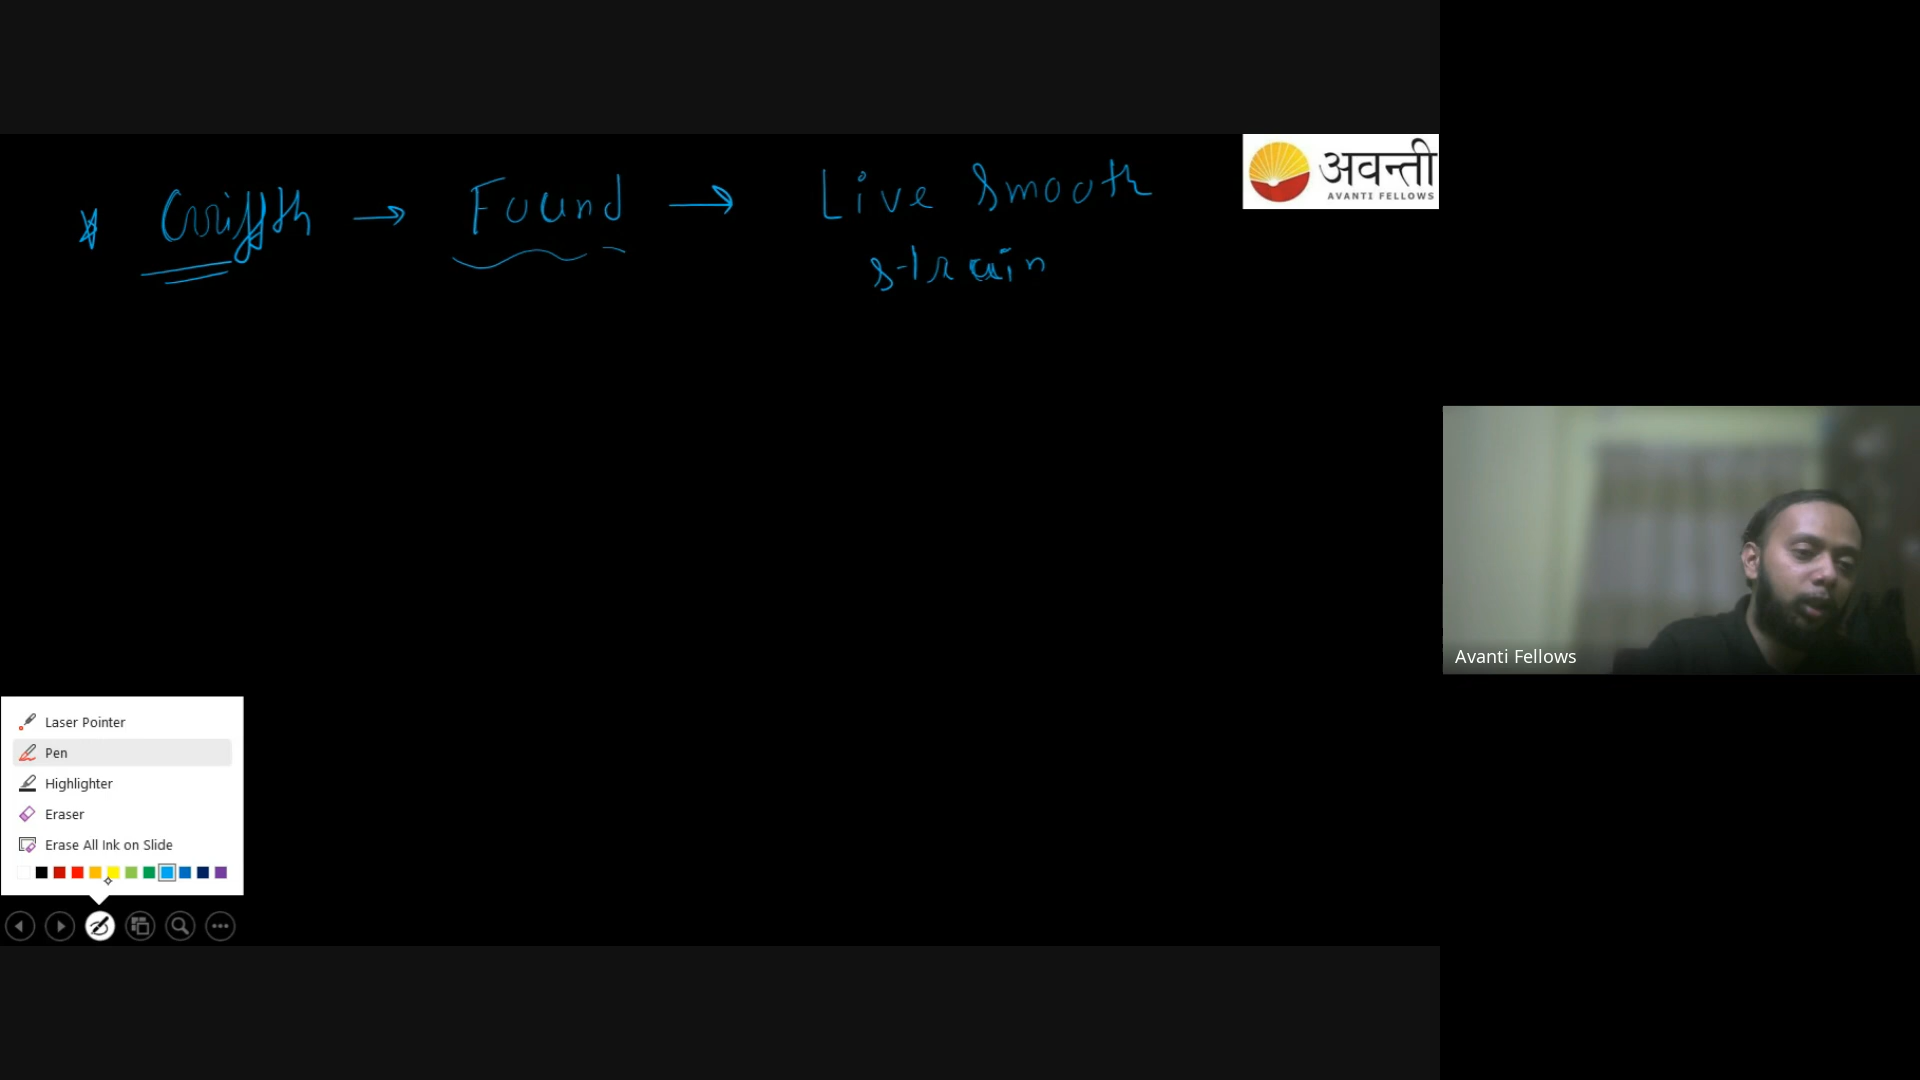 * Griffth → Found → Live smooth
strain
अवन्ती
AVANTI FELLOWS
Avanti Fellows
Laser Pointer
Pen
Highlighter
Eraser
Erase All Ink on Slide